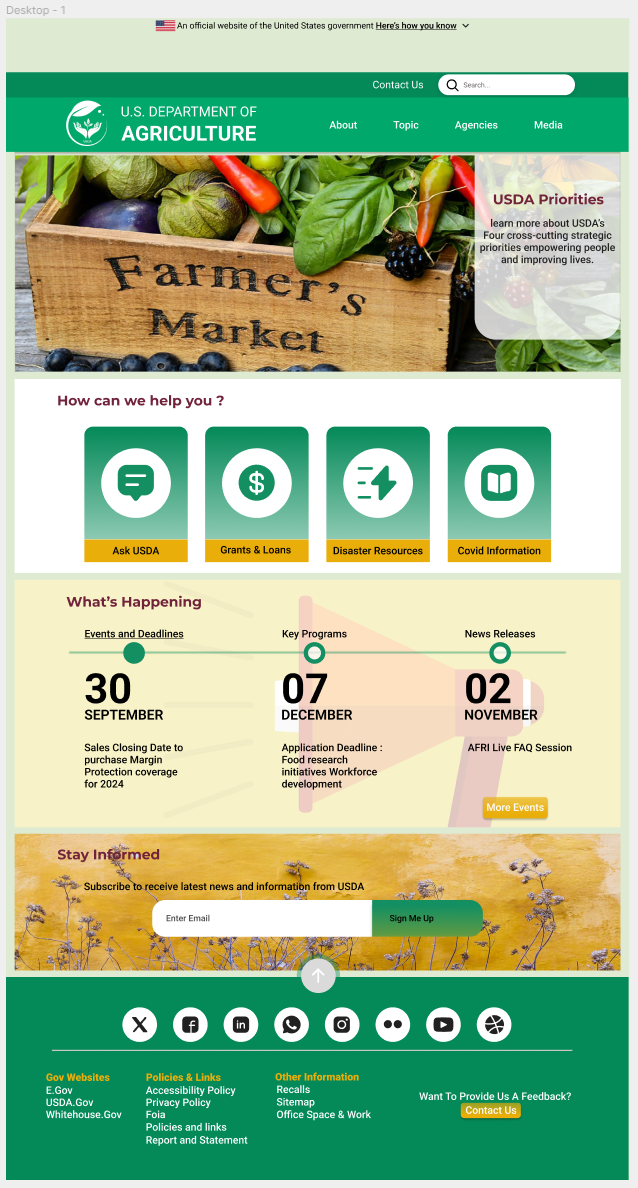 Desktop - 1
An official website of the United States government Here's how you know
Contact Us
Search...
U.S. DEPARTMENT OF
AGRICULTURE
About
Topic
Agencies
Media
Farmer's
Market
USDA Priorities
learn more about USDA's
Four cross-cutting strategic
priorities empowering people
and improving lives.
How can we help you ?
$
Ask USDA
Grants & Loans
Disaster Resources
Covid Information
What's Happening
Events and Deadlines
Key Programs
News Releases
30
SEPTEMBER
Sales Closing Date to
purchase Margin
Protection coverage
for 2024
07
DECEMBER
Application Deadline :
Food research
initiatives Workforce
development
02
NOVEMBER
AFRI Live FAQ Session
More Events
Stay Informed
Subscribe to receive latest news and information from USDA
Enter Email
Sign Me Up
X
f
in
Gov Websites
E.Gov
USDA.Gov
Whitehouse.Gov
Policies & Links
Accessibility Policy
Privacy Policy
Foia
Policies and links
Report and Statement
Other Information
Recalls
Sitemap
Office Space & Work
Want To Provide Us A Feedback?
Contact Us